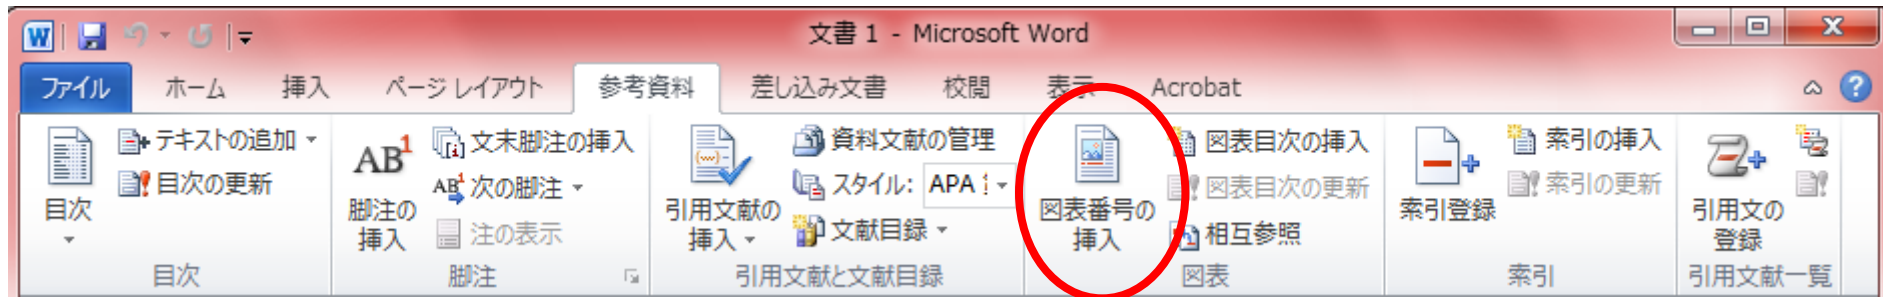 文書 1 - Microsoft Word
ファイル ホーム 挿入 ページ レイアウト 参考資料 差し込み文書 校閲 表示 Acrobat
目次
テキストの追加
目次の更新
目次
AB1
脚注の
挿入
文末脚注の挿入
次の脚注
注の表示
脚注
引用文献の
挿入
資料文献の管理
スタイル: APA
文献目録
引用文献と文献目録
図表番号の
挿入
図表目次の挿入
図表目次の更新
相互参照
図表
索引登録
索引の挿入
索引の更新
索引
引用文の
登録
引用文献一覧